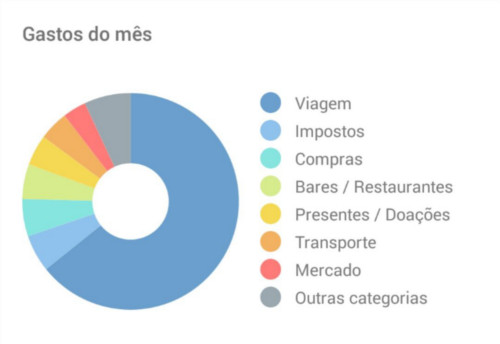 Gastos do mês
Viagem
Impostos
Compras
Bares / Restaurantes
Presentes / Doações
Transporte
Mercado
Outras categorias